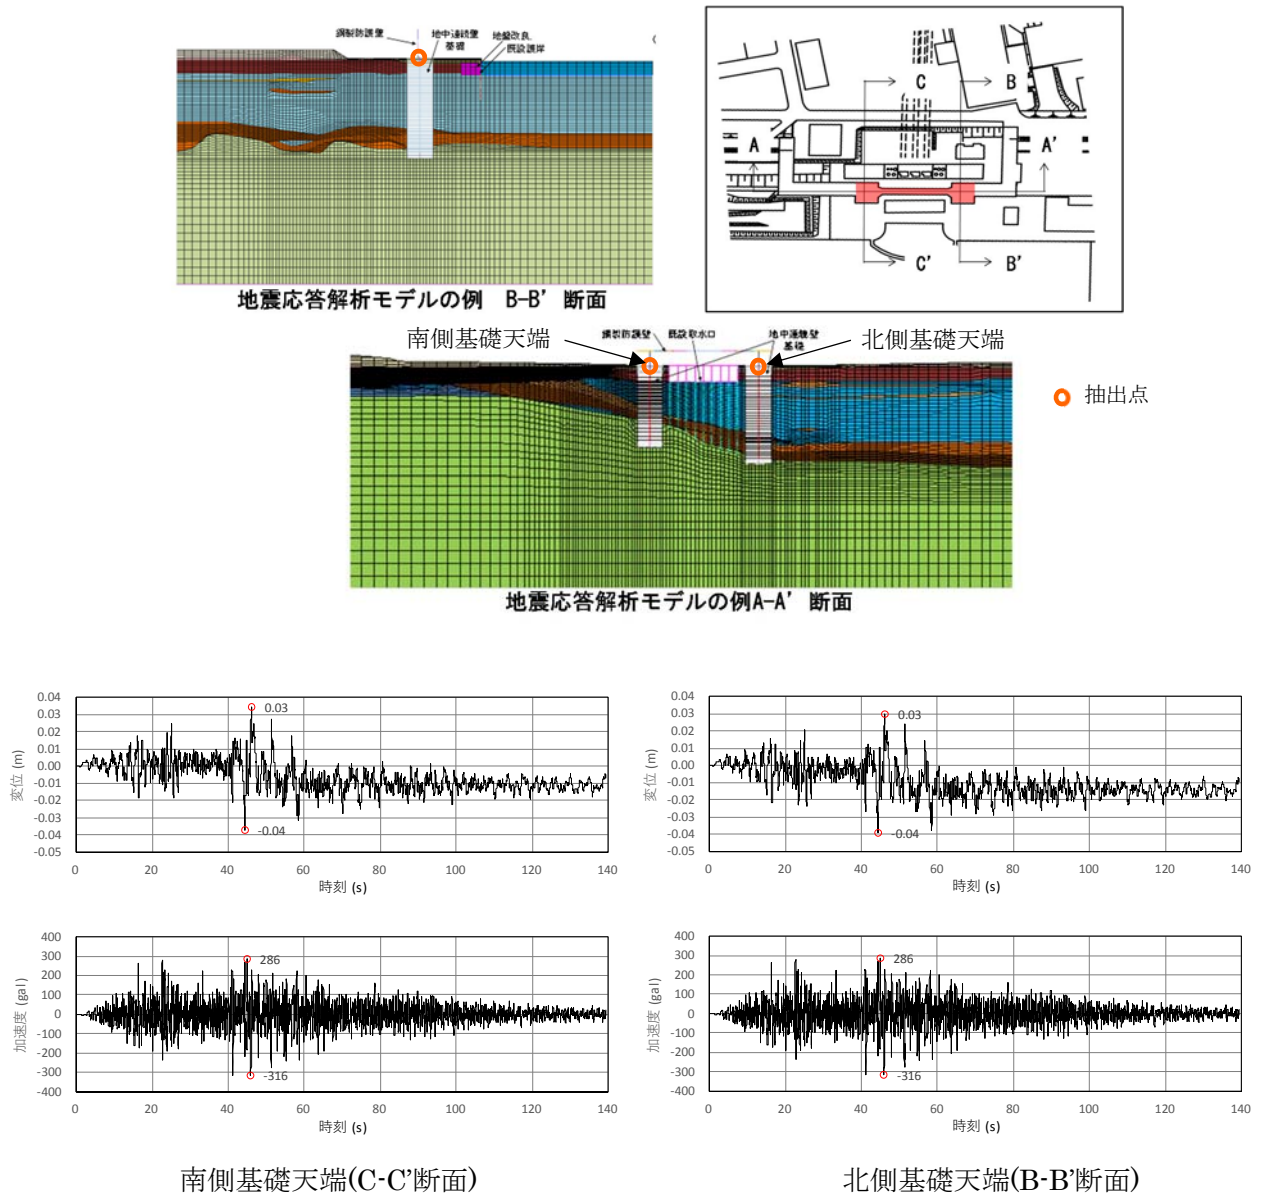 鋼製防護壁
地中連続壁
基礎
地盤改良
既設護岸
地震応答解析モデルの例 B-B' 断面
C
B
A
A'
C'
B'
南側基礎天端
鋼製防護壁
既設取水口
地中連続壁
基礎
北側基礎天端
抽出点
地震応答解析モデルの例A-A' 断面
変位 (m)
0.04
0.03
0.02
0.01
0.00
-0.01
-0.02
-0.03
-0.04
-0.05
0.03
-0.04
0 20 40 60 80 100 120 140
時刻 (s)
変位 (m)
0.04
0.03
0.02
0.01
0.00
-0.01
-0.02
-0.03
-0.04
-0.05
0.03
-0.04
0 20 40 60 80 100 120 140
時刻 (s)
加速度 (gal)
400
300
200
100
0
-100
-200
-300
-400
286
-316
0 20 40 60 80 100 120 140
時刻 (s)
加速度 (gal)
400
300
200
100
0
-100
-200
-300
-400
286
-316
0 20 40 60 80 100 120 140
時刻 (s)
南側基礎天端(C-C'断面)
北側基礎天端(B-B'断面)